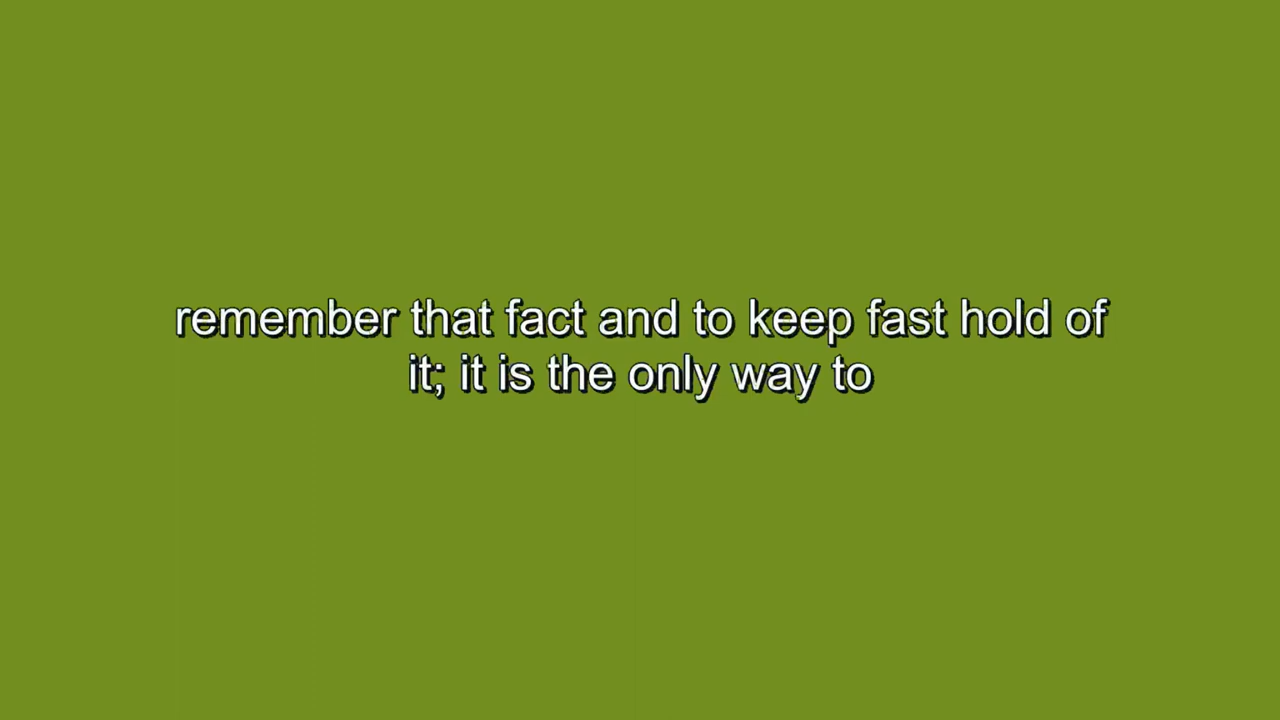 remember that fact and to keep fast hold of
it; it is the only way to